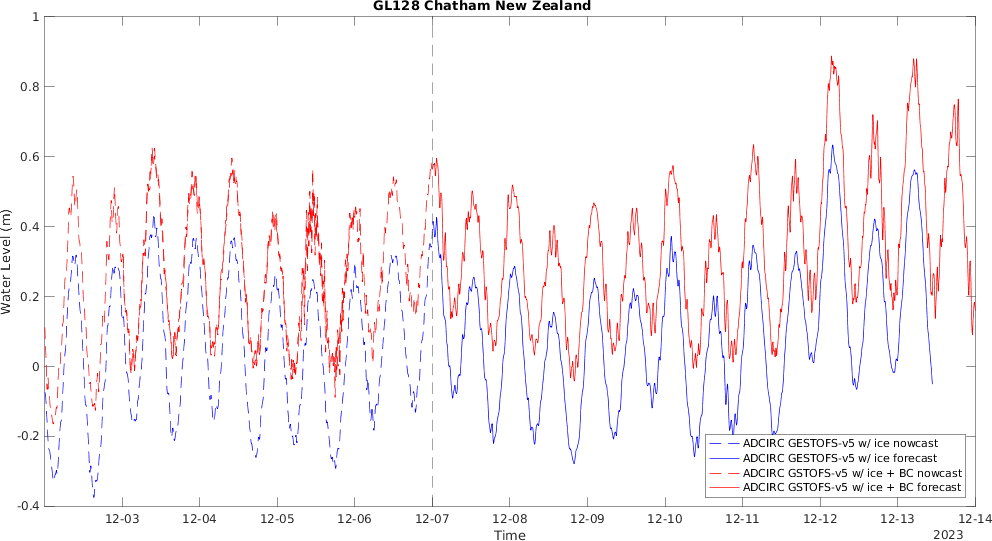 GL128 Chatham New Zealand
1
0.8
0.6
0.4
0.2
0
-0.2
-0.4
Water Level (m)
ADCIRC GESTOFS-v5 w/ ice nowcast
ADCIRC GESTOFS-v5 w/ ice forecast
ADCIRC GSTOFS-v5 w/ ice + BC nowcast
ADCIRC GSTOFS-v5 w/ ice + BC forecast
12-03 12-04 12-05 12-06 12-07 12-08 12-09 12-10 12-11 12-12 12-13 12-14
Time
2023